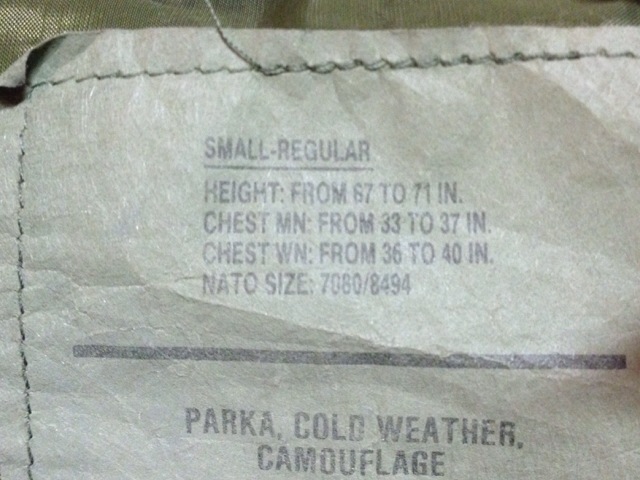 SMALL-REGULAR
HEIGHT: FROM 67 TO 71 IN.
CHEST MN: FROM 33 TO 37 IN.
CHEST WN: FROM 36 TO 40 IN.
NATO SIZE: 7080/8494
PARKA, COLD WEATHER,
CAMOUFLAGE